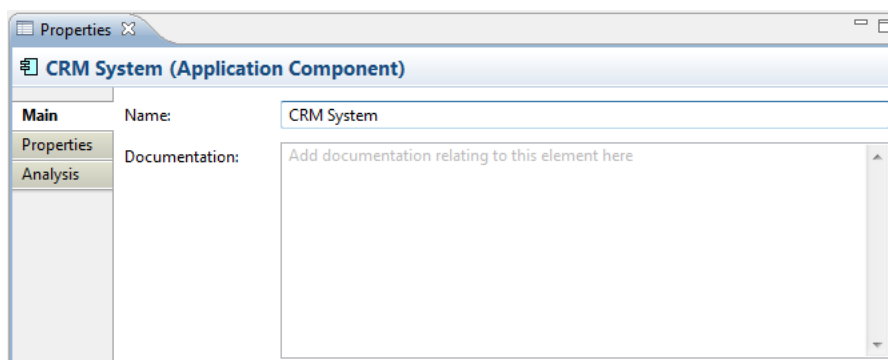 Properties
CRM System (Application Component)
Main
Name:
CRM System
Properties
Documentation:
Add documentation relating to this element here
Analysis